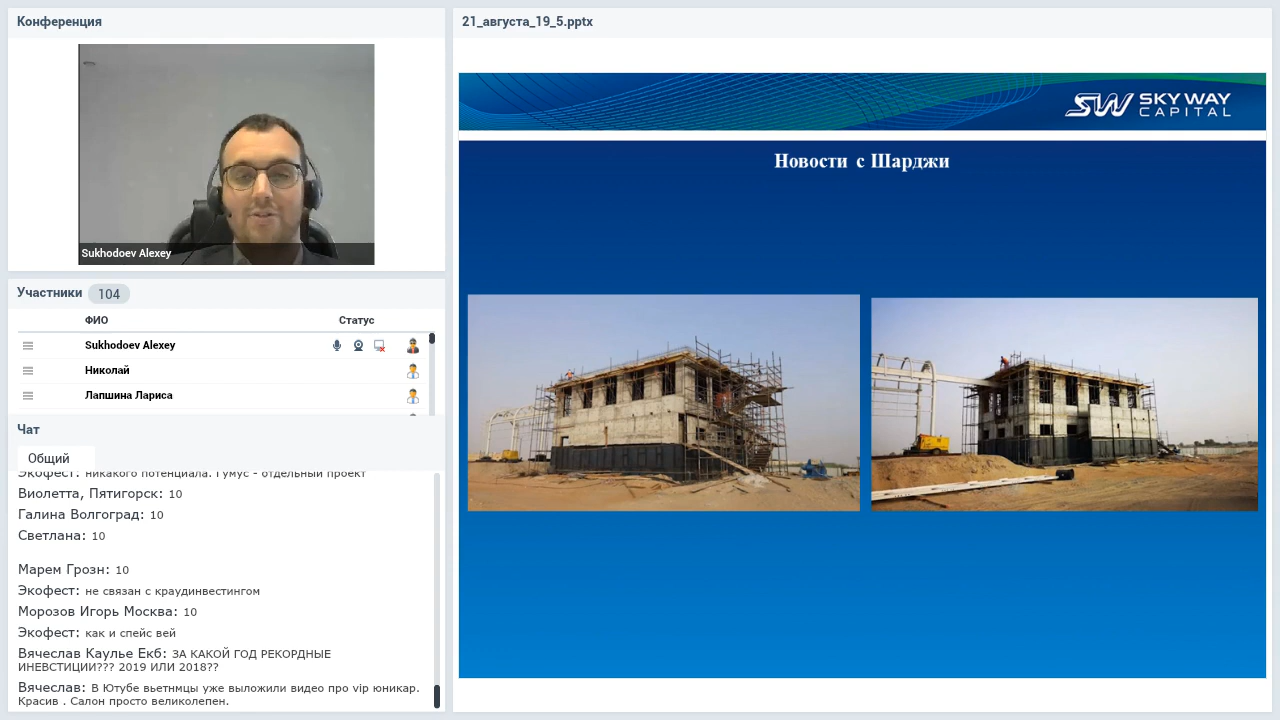 Конференция
Sukhodoev Alexey
Участники 104
ФИО Статус
Sukhodoev Alexey
Николай
Лапшина Лариса
Чат
Общий
Экофест: никакого потенциала. Гумус - отдельный проект
Виолетта, Пятигорск: 10
Галина Волгоград: 10
Светлана: 10
Марем Грозн: 10
Экофест: не связан с краудинвестингом
Морозов Игорь Москва: 10
Экофест: как и спейс вей
Вячеслав Каулье Екб: ЗА КАКОЙ ГОД РЕКОРДНЫЕ
ИНЕВСТИЦИИ??? 2019 ИЛИ 2018??
Вячеслав: В Ютубе вьетнмцы уже выложили видео про vip юникар.
Красив . Салон просто великолепен.
21_августа_19_5.pptx
SW SKY WAY
CAPITAL
Новости с Шарджи